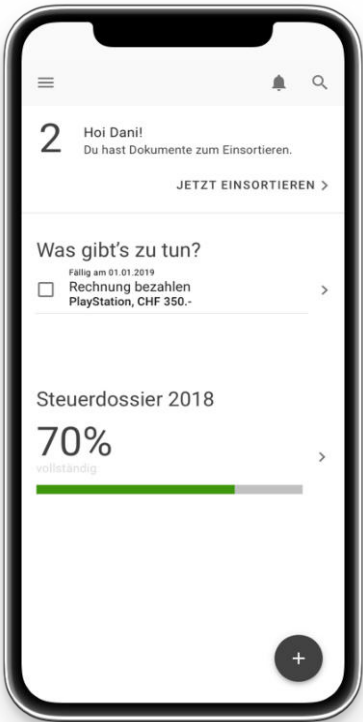 2
Hoi Dani!
Du hast Dokumente zum Einsortieren.
JETZT EINSORTIEREN >
Was gibt's zu tun?
Fällig am 01.01.2019
Rechnung bezahlen
PlayStation, CHF 350.-
Steuerdossier 2018
70%
vollständig